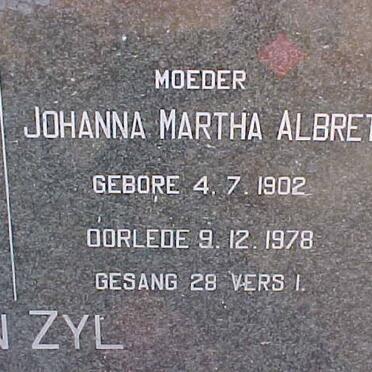 MOEDER
JOHANNA MARTHA ALBRET
GEBORE 4. 7. 1902
OORLEDE 9. 12. 1978
GESANG 28 VERS 1.
N ZYL